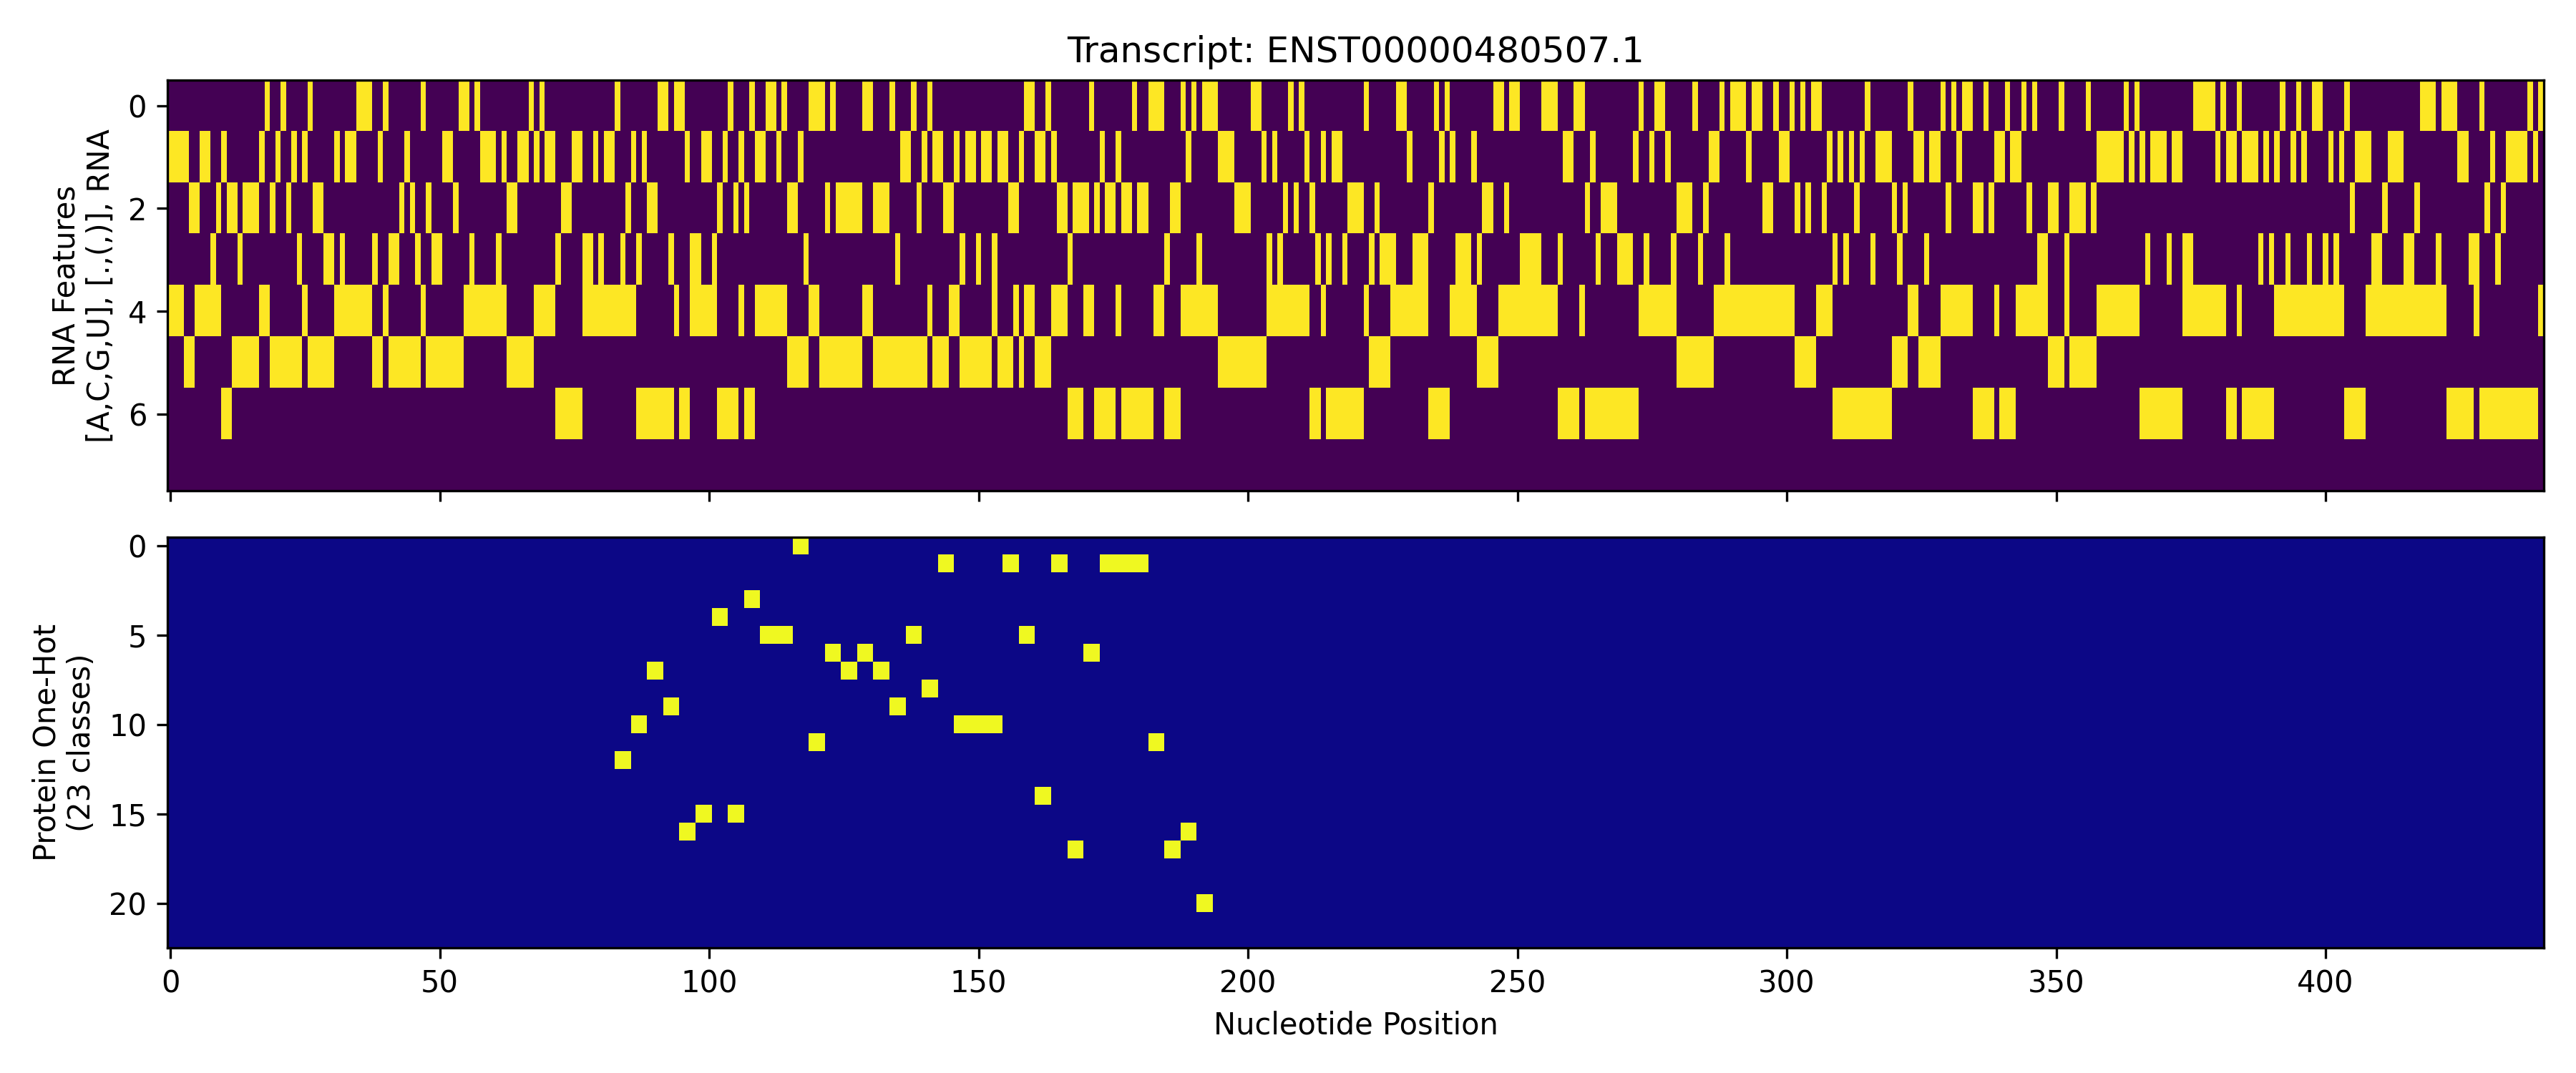 Transcript: ENST00000480507.1
RNA Features
[A,C,G,U], [.,(,)], RNA
0
2
4
6
Protein One-Hot
(23 classes)
0
5
10
15
20
0 50 100 150 200 250 300 350 400
Nucleotide Position